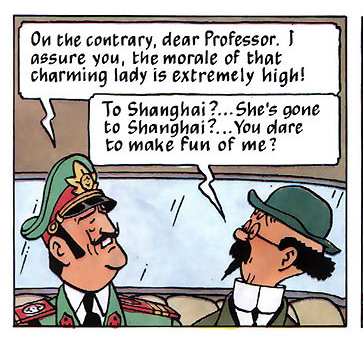 On the contrary, dear Professor. I
assure you, the morale of that
charming lady is extremely high!
To Shanghai?...She's gone
to Shanghai?...You dare
to make fun of me?